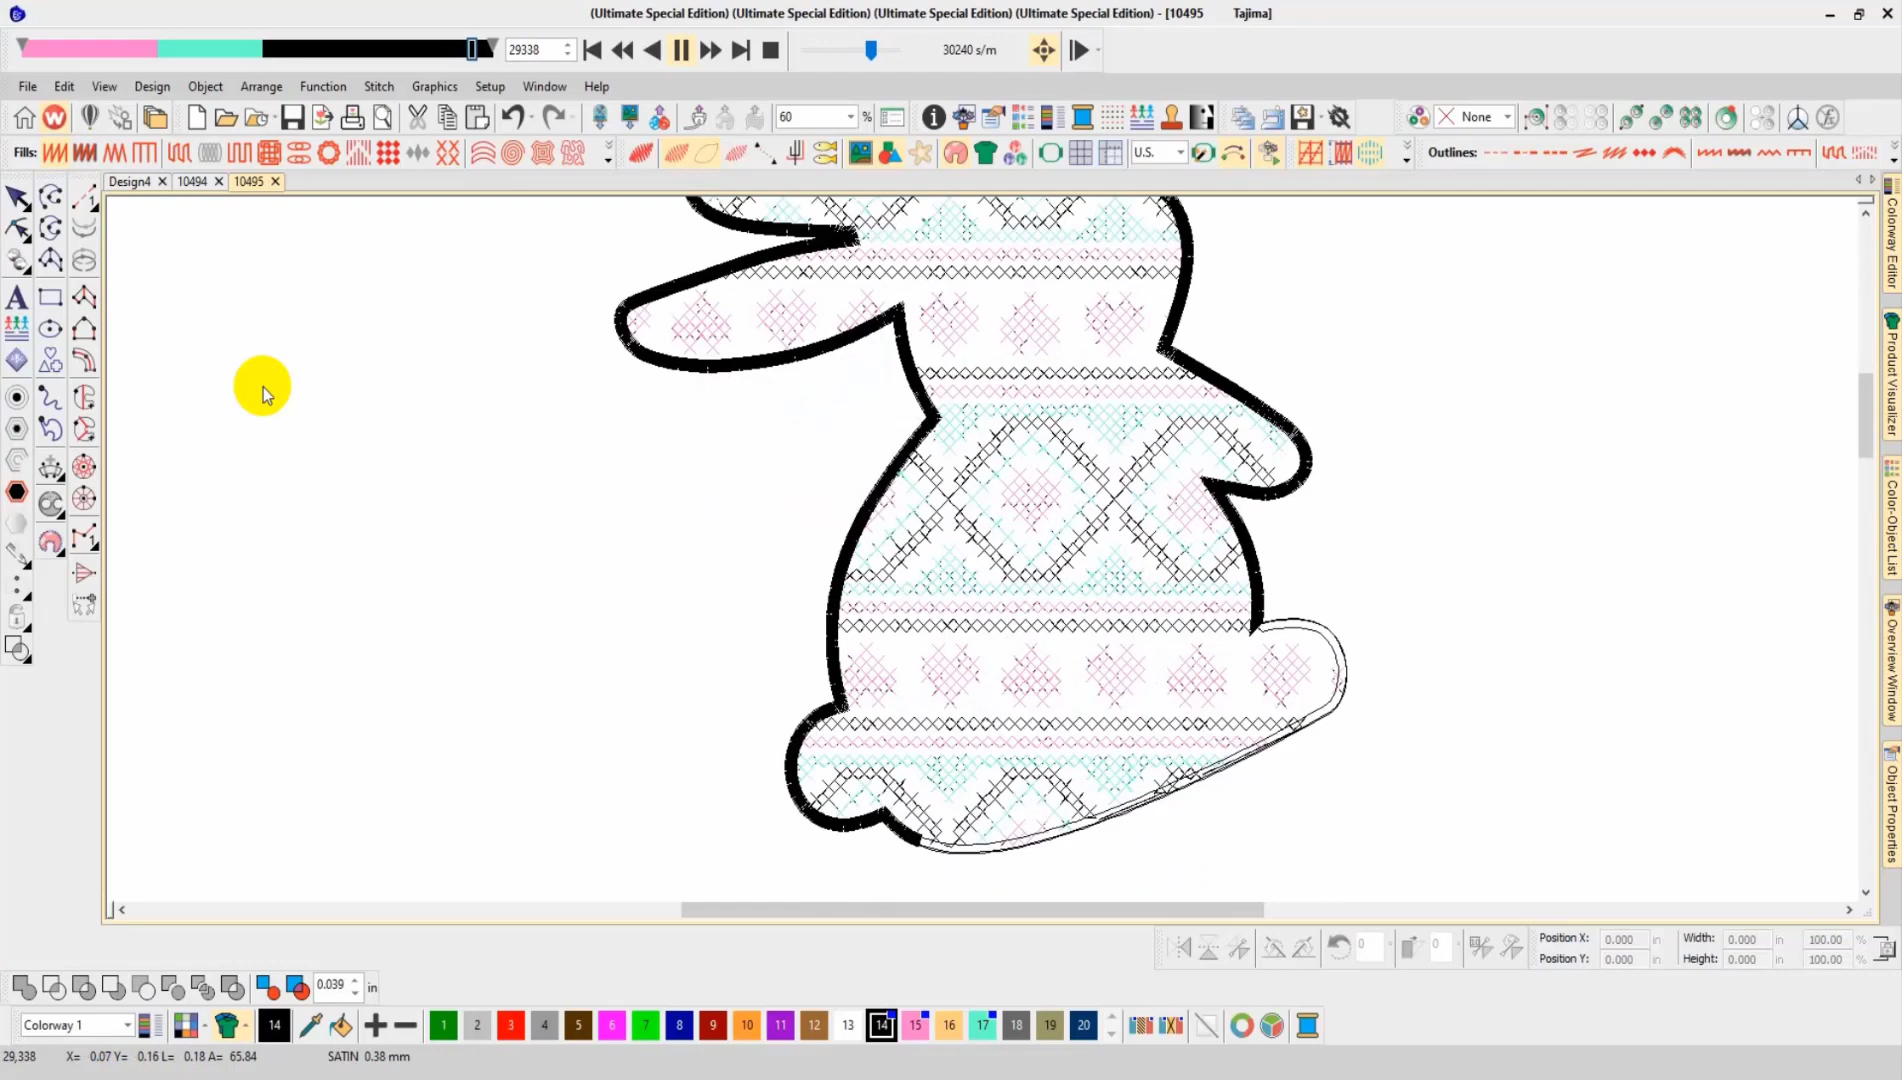 (Ultimate Special Edition) (Ultimate Special Edition) (Ultimate Special Edition) (Ultimate Special Edition) - [10495 Tajima]
29338
30240 s/m
File Edit View Design Object Arrange Function Stitch Graphics Setup Window Help
60 %
None
Fills:
U.S.
Outlines:
Design4 10494 10495
Colorway Editor
Product Visualizer
Color-Object List
Overview Window
Object Properties
0 0
Position X: 0.000 in Width: 0.000 in 100.00 %
Position Y: 0.000 in Height: 0.000 in 100.00 %
0.039 in
Colorway 1 14 1 2 3 4 5 6 7 8 9 10 11 12 13 14 15 16 17 18 19 20
29,338 X= 0.07 Y= 0.16 L= 0.18 A= 65.84 SATIN 0.38 mm